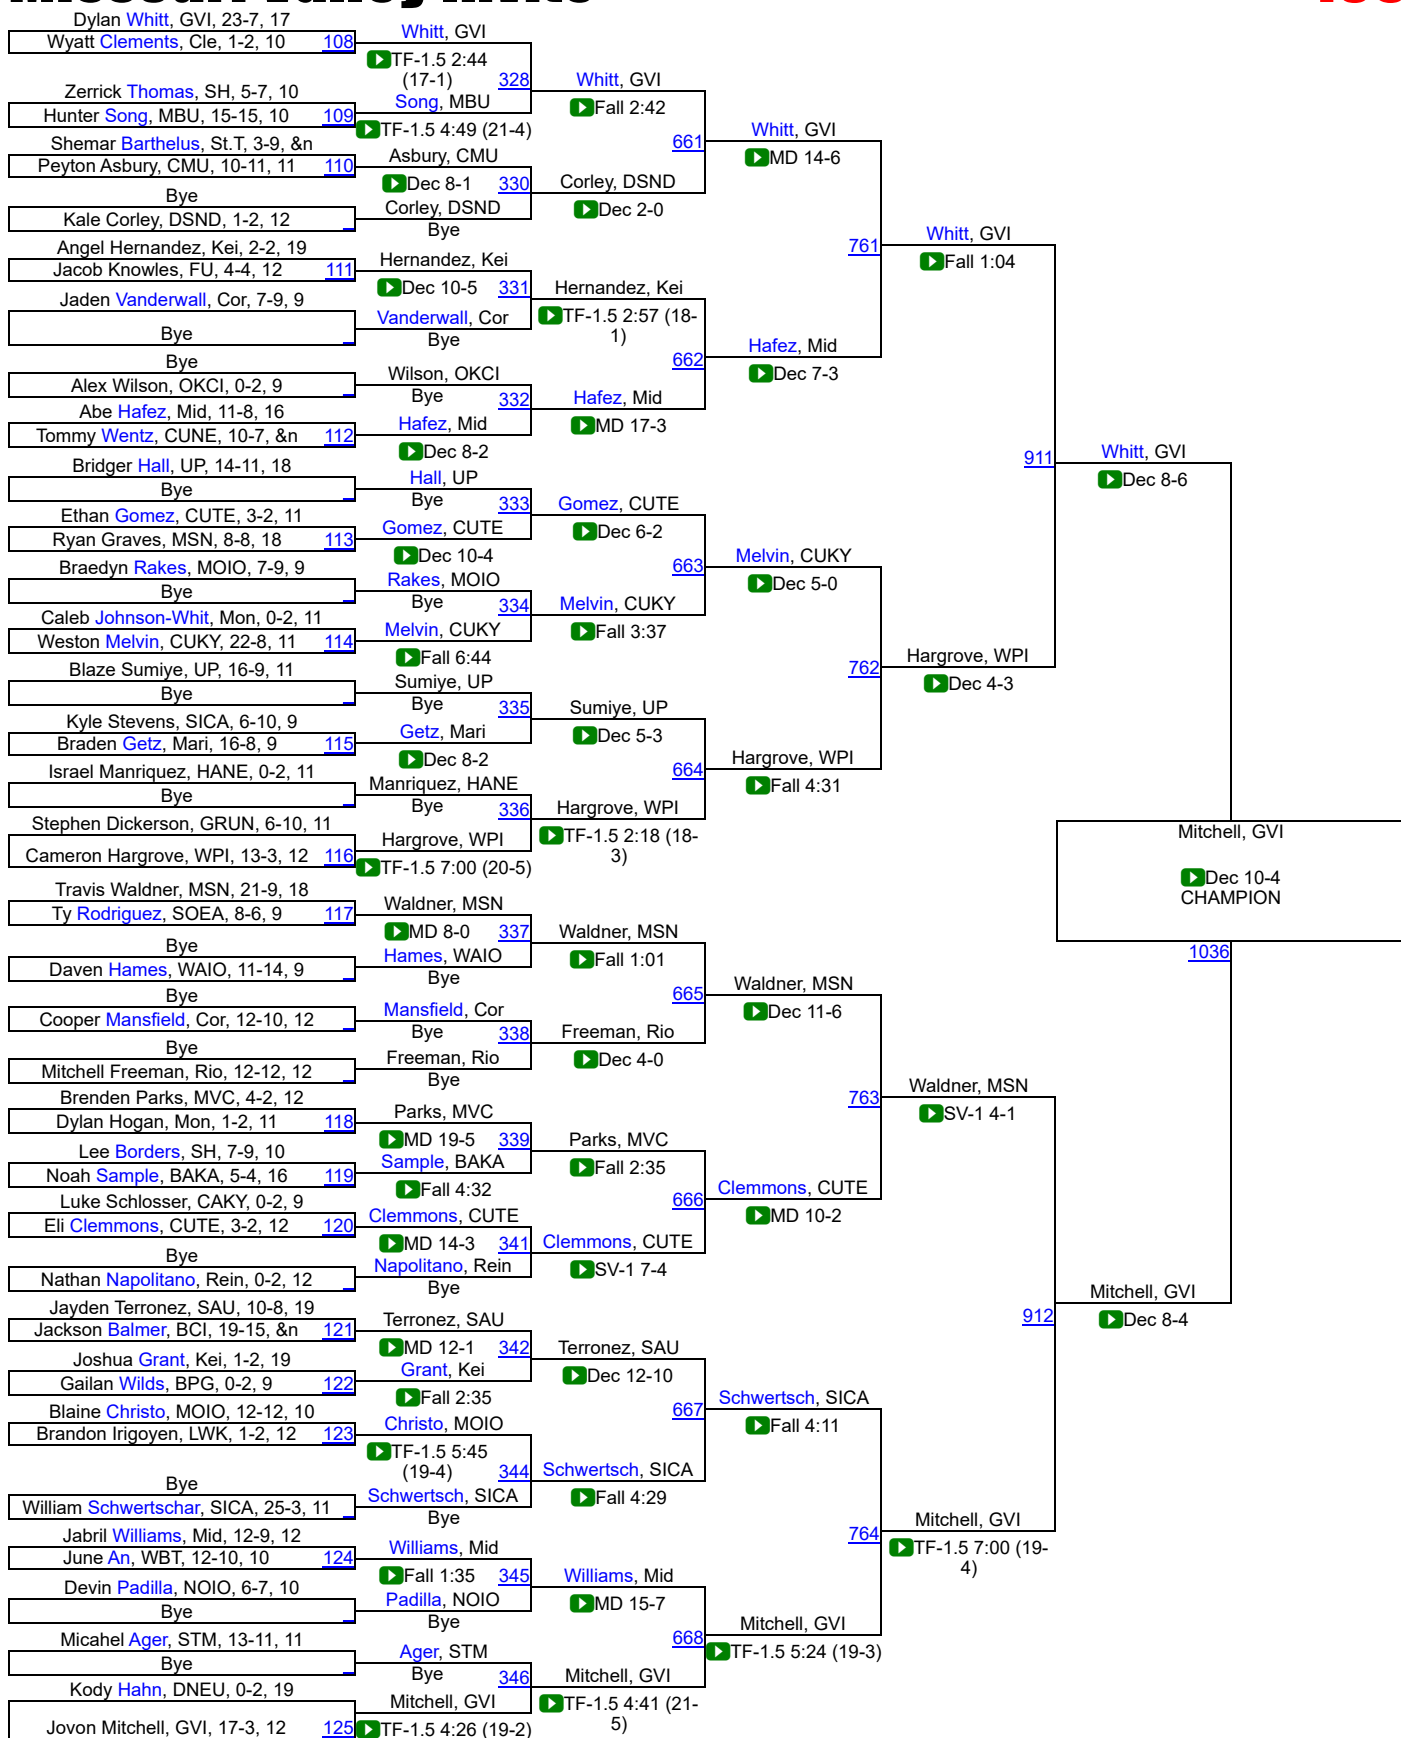 Dylan Whitt, GVI, 23-7, 17
Wyatt Clements, Cle, 1-2, 10 108
Zerrick Thomas, SH, 5-7, 10
Hunter Song, MBU, 15-15, 10 109
Shemar Barthelus, St.T, 3-9, &n
Peyton Asbury, CMU, 10-11, 11 110
Bye
Kale Corley, DSND, 1-2, 12
Angel Hernandez, Kei, 2-2, 19
Jacob Knowles, FU, 4-4, 12 111
Jaden Vanderwall, Cor, 7-9, 9
Bye
Bye
Alex Wilson, OKCI, 0-2, 9
Abe Hafez, Mid, 11-8, 16
Tommy Wentz, CUNE, 10-7, &n 112
Bridger Hall, UP, 14-11, 18
Bye
Ethan Gomez, CUTE, 3-2, 11
Ryan Graves, MSN, 8-8, 18 113
Braedyn Rakes, MOIO, 7-9, 9
Bye
Caleb Johnson-Whit, Mon, 0-2, 11
Weston Melvin, CUKY, 22-8, 11 114
Blaze Sumiye, UP, 16-9, 11
Bye
Kyle Stevens, SICA, 6-10, 9
Braden Getz, Mari, 16-8, 9 115
Israel Manriquez, HANE, 0-2, 11
Bye
Stephen Dickerson, GRUN, 6-10, 11
Cameron Hargrove, WPI, 13-3, 12 116
Travis Waldner, MSN, 21-9, 18
Ty Rodriguez, SOEA, 8-6, 9 117
Bye
Daven Hames, WAIO, 11-14, 9
Bye
Cooper Mansfield, Cor, 12-10, 12
Bye
Mitchell Freeman, Rio, 12-12, 12
Brenden Parks, MVC, 4-2, 12
Dylan Hogan, Mon, 1-2, 11 118
Lee Borders, SH, 7-9, 10
Noah Sample, BAKA, 5-4, 16 119
Luke Schlosser, CAKY, 0-2, 9
Eli Clemmons, CUTE, 3-2, 12 120
Bye
Nathan Napolitano, Rein, 0-2, 12
Jayden Terronez, SAU, 10-8, 19
Jackson Balmer, BCI, 19-15, &n 121
Joshua Grant, Kei, 1-2, 19
Gailan Wilds, BPG, 0-2, 9 122
Blaine Christo, MOIO, 12-12, 10
Brandon Irigoyen, LWK, 1-2, 12 123
Bye
William Schwertschar, SICA, 25-3, 11
Jabril Williams, Mid, 12-9, 12
June An, WBT, 12-10, 10 124
Devin Padilla, NOIO, 6-7, 10
Bye
Micahel Ager, STM, 13-11, 11
Bye
Kody Hahn, DNEU, 0-2, 19
Jovon Mitchell, GVI, 17-3, 12 125
Whitt, GVI
TF-1.5 2:44
(17-1) 328
Song, MBU
TF-1.5 4:49 (21-4)
Asbury, CMU
Dec 8-1 330
Corley, DSND
Bye
Hernandez, Kei
Dec 10-5 331
Vanderwall, Cor
Bye
Wilson, OKCI
Bye 332
Hafez, Mid
Dec 8-2
Hall, UP
Bye 333
Gomez, CUTE
Dec 10-4
Rakes, MOIO
Bye 334
Melvin, CUKY
Fall 6:44
Sumiye, UP
Bye 335
Getz, Mari
Dec 8-2
Manriquez, HANE
Bye 336
Hargrove, WPI
TF-1.5 7:00 (20-5)
Waldner, MSN
MD 8-0 337
Hames, WAIO
Bye
Mansfield, Cor
Bye 338
Freeman, Rio
Bye
Parks, MVC
MD 19-5 339
Sample, BAKA
Fall 4:32
Clemmons, CUTE
MD 14-3 341
Napolitano, Rein
Bye
Terronez, SAU
MD 12-1 342
Grant, Kei
Fall 2:35
Christo, MOIO
TF-1.5 5:45
(19-4) 344
Schwertsch, SICA
Bye
Williams, Mid
Fall 1:35 345
Padilla, NOIO
Bye
Ager, STM
Bye 346
Mitchell, GVI
TF-1.5 4:26 (19-2)
Whitt, GVI
Fall 2:42
661
Corley, DSND
Dec 2-0
Hernandez, Kei
TF-1.5 2:57 (18-
1)
662
Hafez, Mid
MD 17-3
Gomez, CUTE
Dec 6-2
663
Melvin, CUKY
Fall 3:37
Sumiye, UP
Dec 5-3
664
Hargrove, WPI
TF-1.5 2:18 (18-
3)
Waldner, MSN
Fall 1:01
665
Freeman, Rio
Dec 4-0
Parks, MVC
Fall 2:35
666
Clemmons, CUTE
SV-1 7-4
Terronez, SAU
Dec 12-10
667
Schwertsch, SICA
Fall 4:29
Williams, Mid
MD 15-7
668
Mitchell, GVI
TF-1.5 4:41 (21-
5)
Whitt, GVI
MD 14-6
761
Hafez, Mid
Dec 7-3
Melvin, CUKY
Dec 5-0
762
Hargrove, WPI
Fall 4:31
Waldner, MSN
Dec 11-6
763
Clemmons, CUTE
MD 10-2
Schwertsch, SICA
Fall 4:11
764
Mitchell, GVI
TF-1.5 5:24 (19-3)
Whitt, GVI
Fall 1:04
911
Hargrove, WPI
Dec 4-3
Waldner, MSN
SV-1 4-1
912
Mitchell, GVI
TF-1.5 7:00 (19-
4)
Whitt, GVI
Dec 8-6
Mitchell, GVI
Dec 10-4
CHAMPION
1036
Mitchell, GVI
Dec 8-4